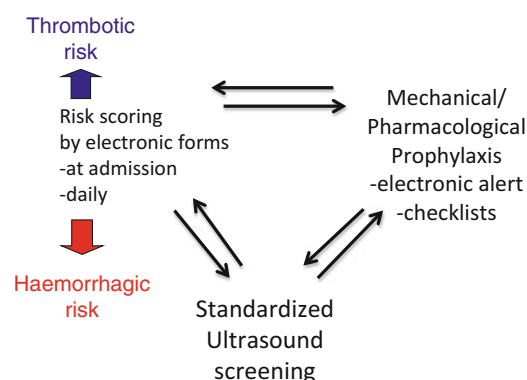 Thrombotic
risk
Risk scoring
by electronic forms
-at admission
-daily
Haemorrhagic
risk
Mechanical/
Pharmacological
Prophylaxis
-electronic alert
-checklists
Standardized
Ultrasound
screening